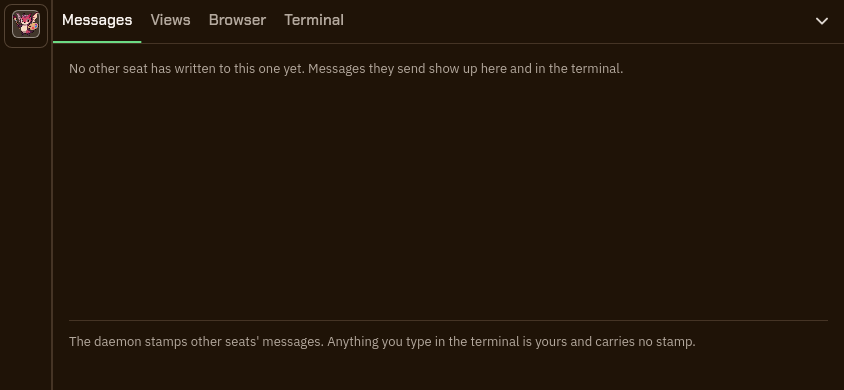 Messages Views Browser Terminal
No other seat has written to this one yet. Messages they send show up here and in the terminal.
The daemon stamps other seats' messages. Anything you type in the terminal is yours and carries no stamp.